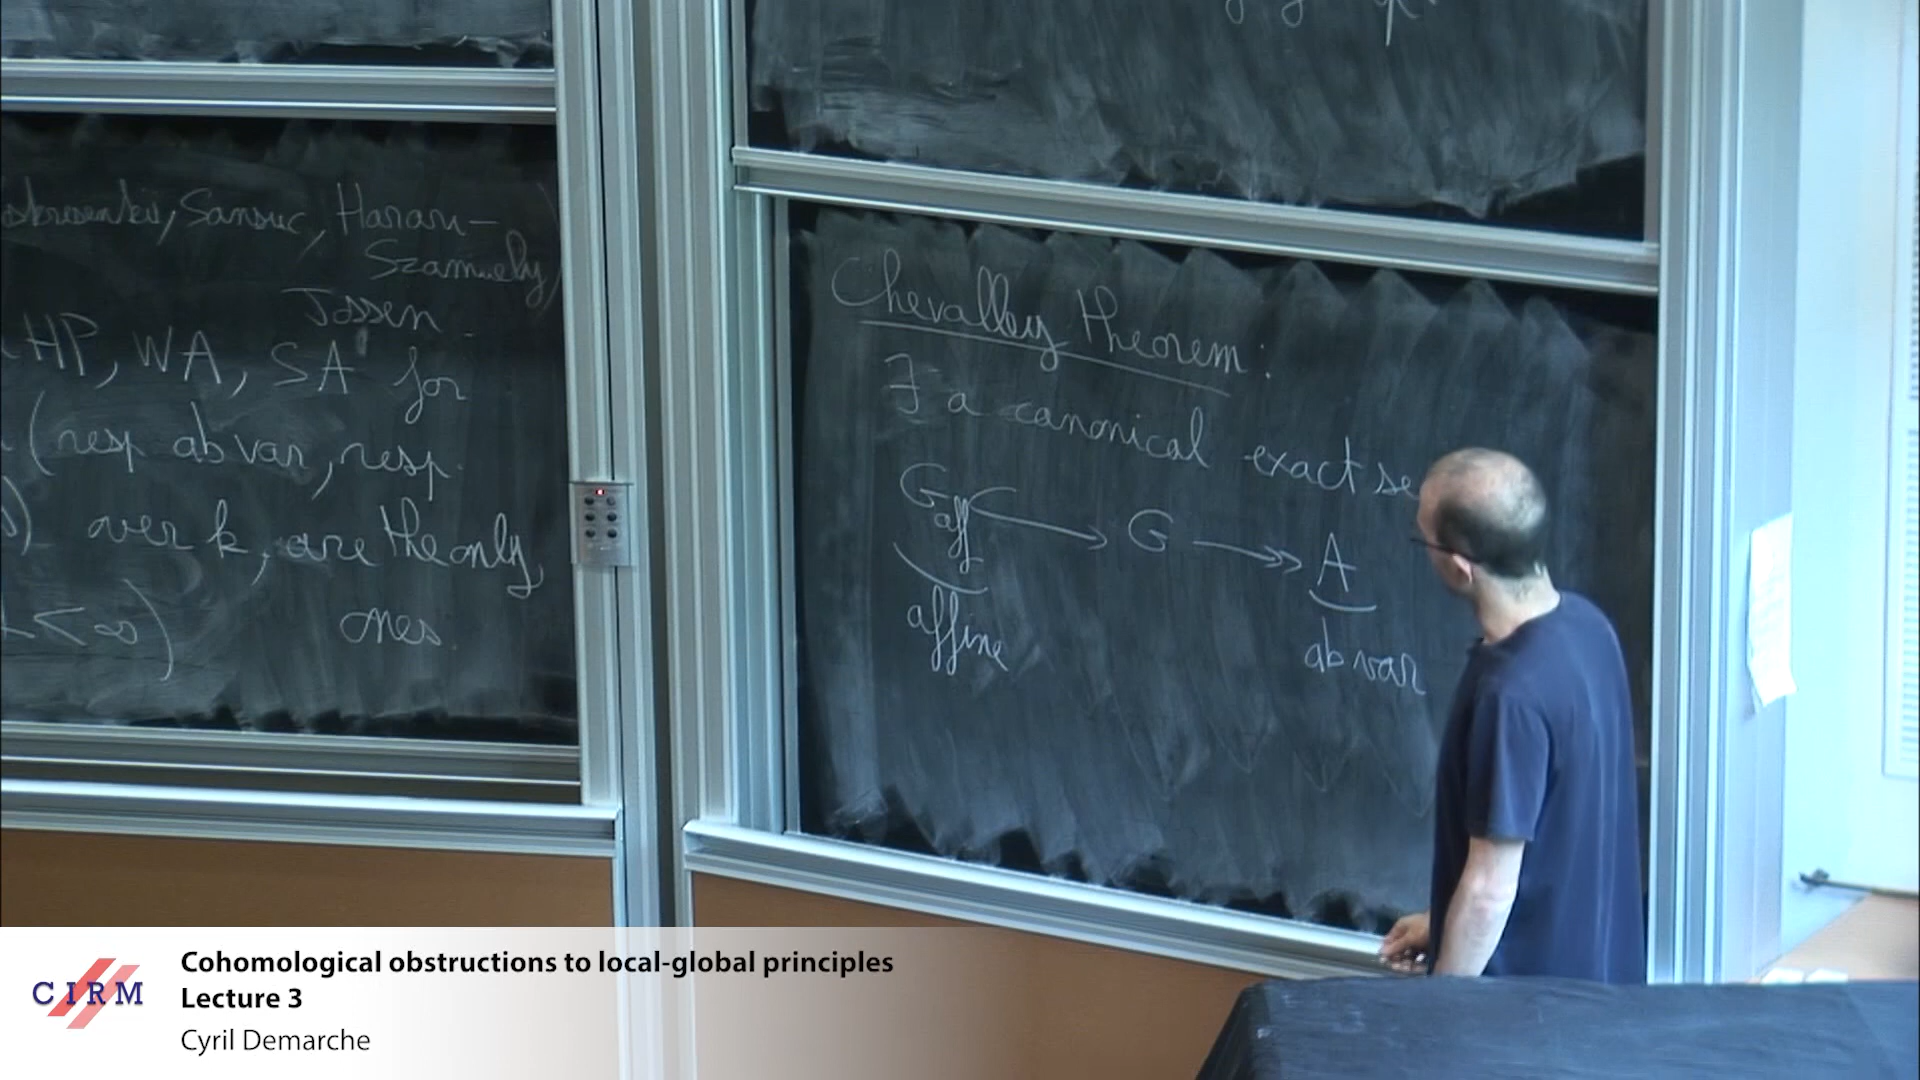 Sansuc, Harari-
Szamuely,
Jossen
HP, WA, SA for
(resp ab var, resp.
over k, are the only
< ∞) ones.
Chevalley theorem:
∃ a canonical exact se
G_aff ↪ G ↠ A
affine ab var
CIRM
Cohomological obstructions to local-global principles
Lecture 3
Cyril Demarche